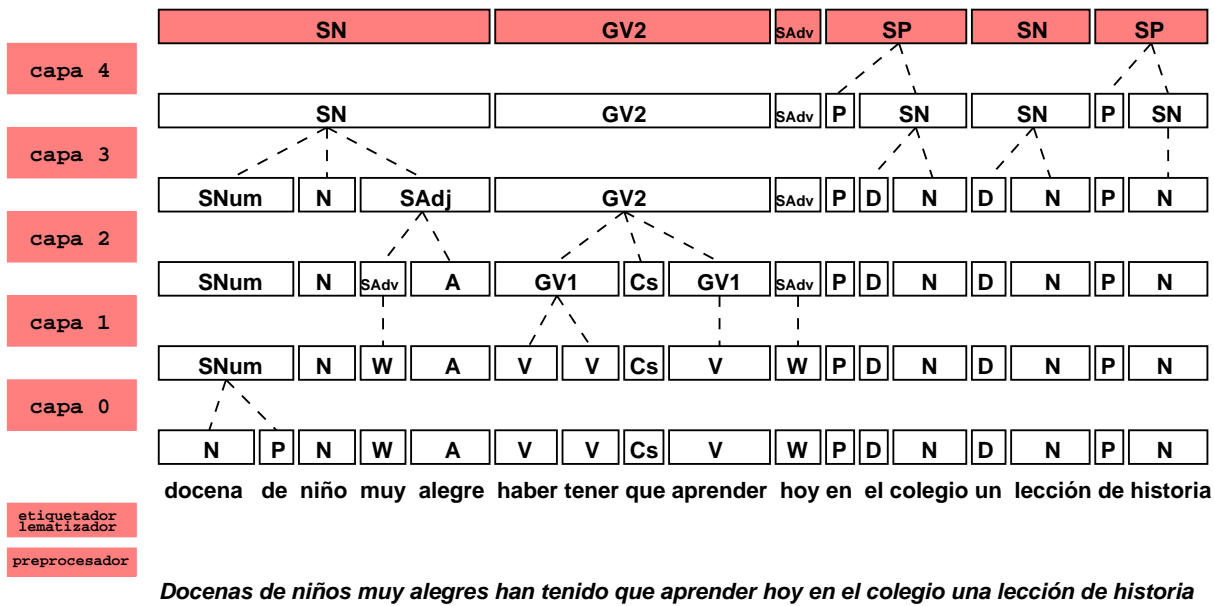 SN GV2 SAdv SP SN SP
capa 4
SN GV2 SAdv P SN SN P SN
capa 3
SNum N SAdj GV2 SAdv P D N D N P N
capa 2
SNum N SAdv A GV1 Cs GV1 SAdv P D N D N P N
capa 1
SNum N W A V V Cs V W P D N D N P N
capa 0
N P N W A V V Cs V W P D N D N P N
docena de niño muy alegre haber tener que aprender hoy en el colegio un lección de historia
etiquetador
lematizador
preprocesador
Docenas de niños muy alegres han tenido que aprender hoy en el colegio una lección de historia